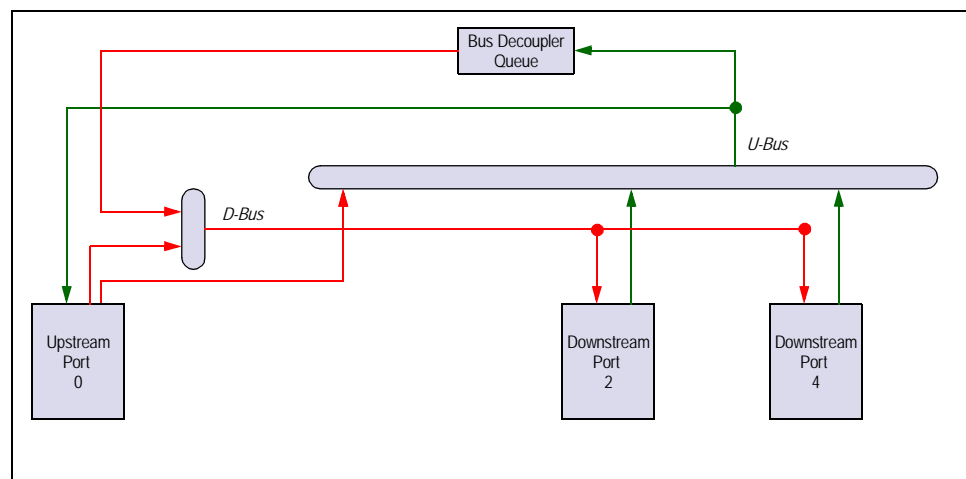 Bus Decoupler
Queue
U-Bus
D-Bus
Upstream
Port
0
Downstream
Port
2
Downstream
Port
4